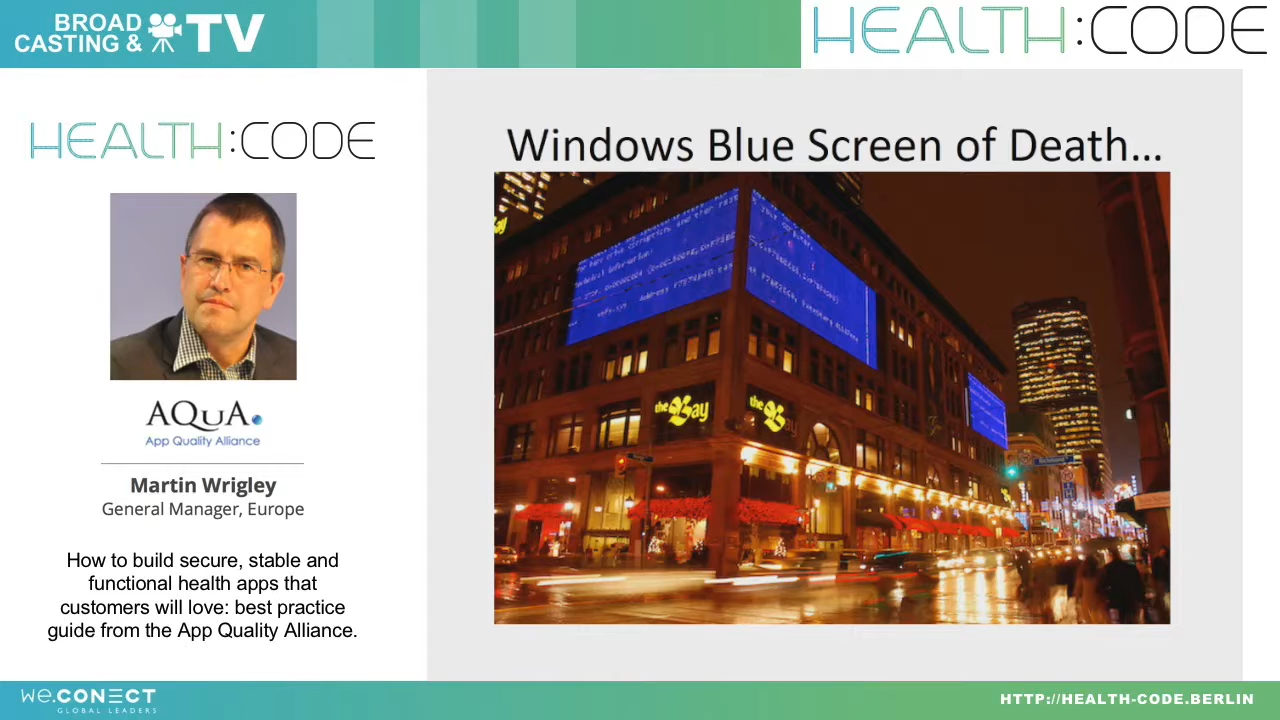 BROAD
CASTING & TV
HEALTH:CODE
HEALTH:CODE
AQuA
App Quality Alliance
Martin Wrigley
General Manager, Europe
How to build secure, stable and
functional health apps that
customers will love: best practice
guide from the App Quality Alliance.
Windows Blue Screen of Death...
the Bay
the Bay
we.CONECT
GLOBAL LEADERS
HTTP://HEALTH-CODE.BERLIN